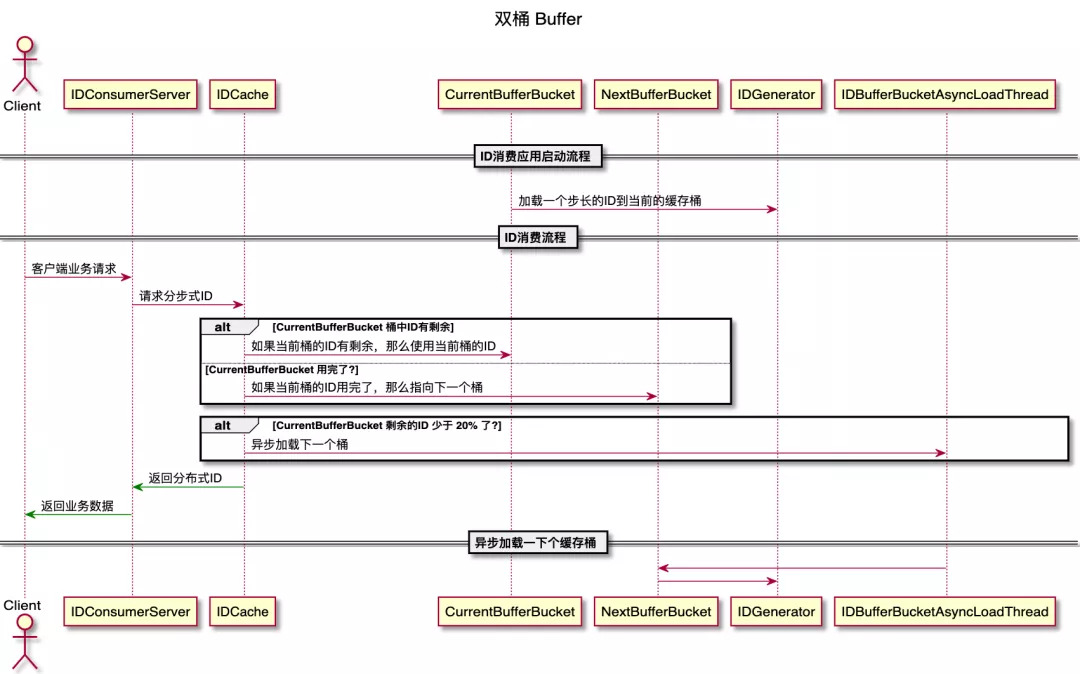 双桶 Buffer
Client
IDConsumerServer
IDCache
CurrentBufferBucket
NextBufferBucket
IDGenerator
IDBufferBucketAsyncLoadThread
ID消费应用启动流程
加载一个步长的ID到当前的缓存桶
ID消费流程
客户端业务请求
请求分步式ID
alt
[CurrentBufferBucket 桶中ID有剩余]
如果当前桶的ID有剩余，那么使用当前桶的ID
[CurrentBufferBucket 用完了?]
如果当前桶的ID用完了，那么指向下一个桶
alt
[CurrentBufferBucket 剩余的ID 少于 20% 了?]
异步加载下一个桶
返回分布式ID
返回业务数据
异步加载一下个缓存桶
Client
IDConsumerServer
IDCache
CurrentBufferBucket
NextBufferBucket
IDGenerator
IDBufferBucketAsyncLoadThread